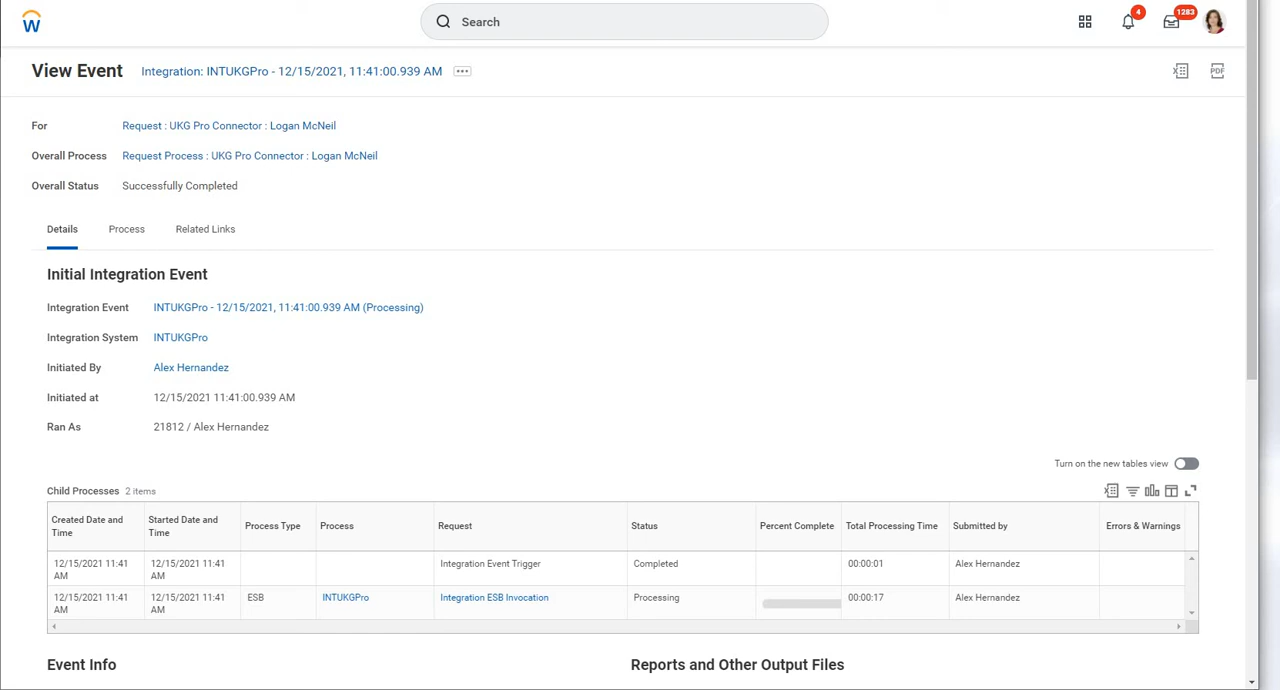 W
Search
4
1283
View Event Integration: INTUKGPro - 12/15/2021, 11:41:00.939 AM
PDF
For Request : UKG Pro Connector : Logan McNeil
Overall Process Request Process : UKG Pro Connector : Logan McNeil
Overall Status Successfully Completed
Details Process Related Links
Initial Integration Event
Integration Event INTUKGPro - 12/15/2021, 11:41:00.939 AM (Processing)
Integration System INTUKGPro
Initiated By Alex Hernandez
Initiated at 12/15/2021 11:41:00.939 AM
Ran As 21812 / Alex Hernandez
Turn on the new tables view
Child Processes 2 items
Created Date and Time Started Date and Time Process Type Process Request Status Percent Complete Total Processing Time Submitted by Errors & Warnings
12/15/2021 11:41 AM 12/15/2021 11:41 AM Integration Event Trigger Completed 00:00:01 Alex Hernandez
12/15/2021 11:41 AM 12/15/2021 11:41 AM ESB INTUKGPro Integration ESB Invocation Processing 00:00:17 Alex Hernandez
Event Info Reports and Other Output Files